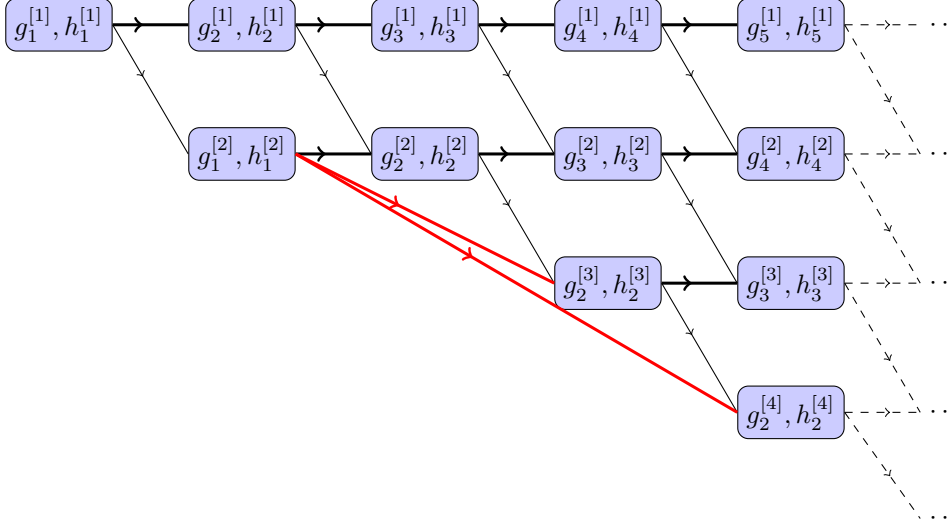 g_1^{[1]}, h_1^{[1]} g_2^{[1]}, h_2^{[1]} g_3^{[1]}, h_3^{[1]} g_4^{[1]}, h_4^{[1]} g_5^{[1]}, h_5^{[1]} ··
g_1^{[2]}, h_1^{[2]} g_2^{[2]}, h_2^{[2]} g_3^{[2]}, h_3^{[2]} g_4^{[2]}, h_4^{[2]} ··
g_2^{[3]}, h_2^{[3]} g_3^{[3]}, h_3^{[3]} ··
g_2^{[4]}, h_2^{[4]} ··
··